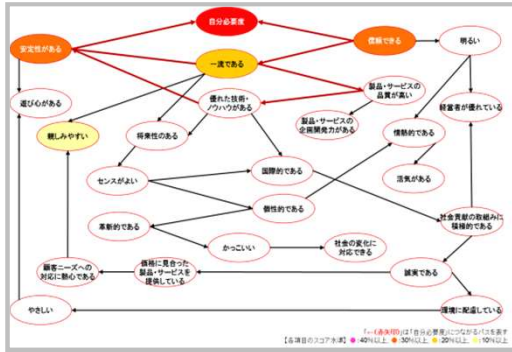 自分必要度
安定性がある
信頼できる
明るい
一流である
遊び心がある
優れた技術・
ノウハウがある
製品・サービスの
品質が高い
経営者が優れている
親しみやすい
将来性のある
製品・サービスの
企画開発力がある
情熱的である
センスがよい
国際的である
活気がある
個性的である
革新的である
社会貢献の取組みに
積極的である
かっこいい
社会の変化に
対応できる
顧客ニーズへの
対応に熱心である
価格に見合った
製品・サービスを
提供している
誠実である
やさしい
環境に配慮している
「←(赤矢印)」は「自分必要度」につながるパスを表す
【各項目のスコア水準】 ●:40%以上、●:30%以上、●:20%以上、●:10%以上